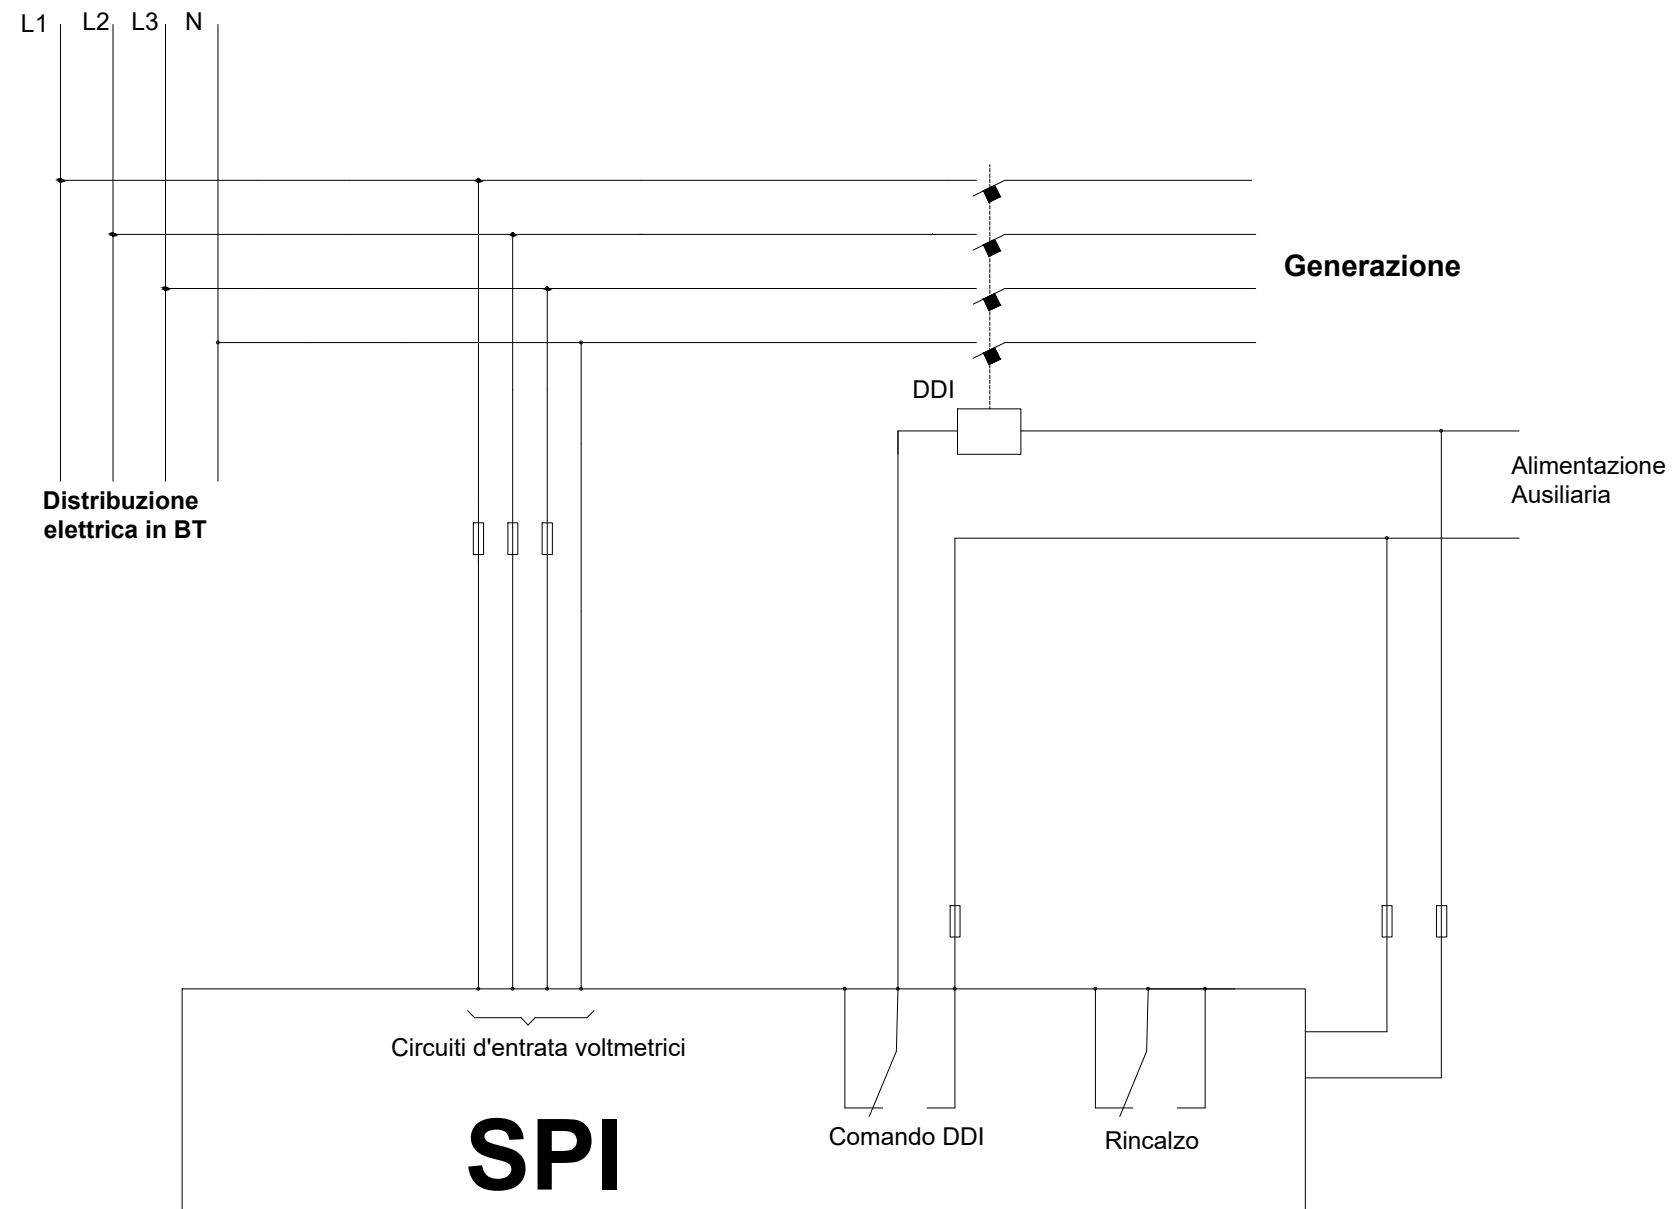 L1 L2 L3 N
Generazione
DDI
Alimentazione
Ausiliaria
Distribuzione
elettrica in BT
Circuiti d'entrata voltmetrici
Comando DDI
Rincalzo
SPI